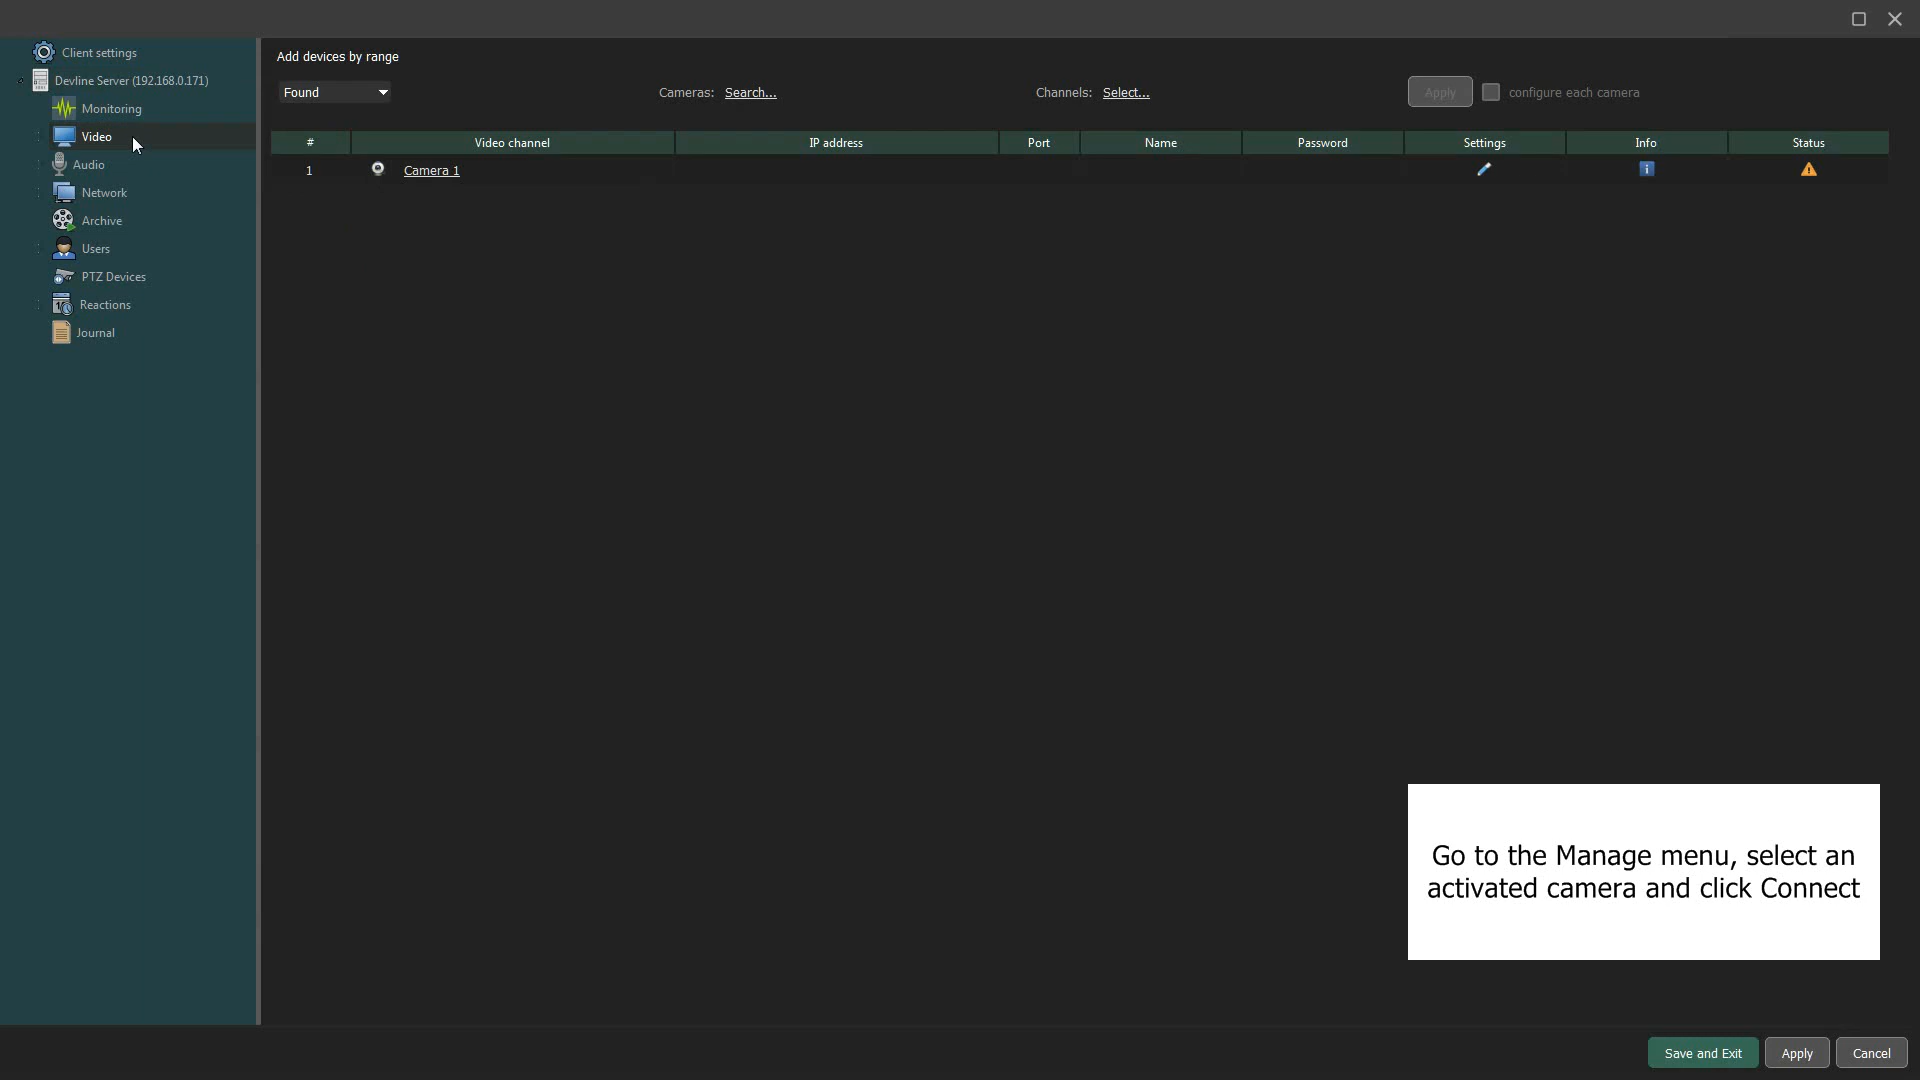 Client settings
Devline Server (192.168.0.171)
Monitoring
Video
Audio
Network
Archive
Users
PTZ Devices
Reactions
Journal
Add devices by range
Found
Cameras: Search...
Channels: Select...
Apply
configure each camera
# Video channel IP address Port Name Password Settings Info Status
1 Camera 1
Go to the Manage menu, select an
activated camera and click Connect
Save and Exit
Apply
Cancel